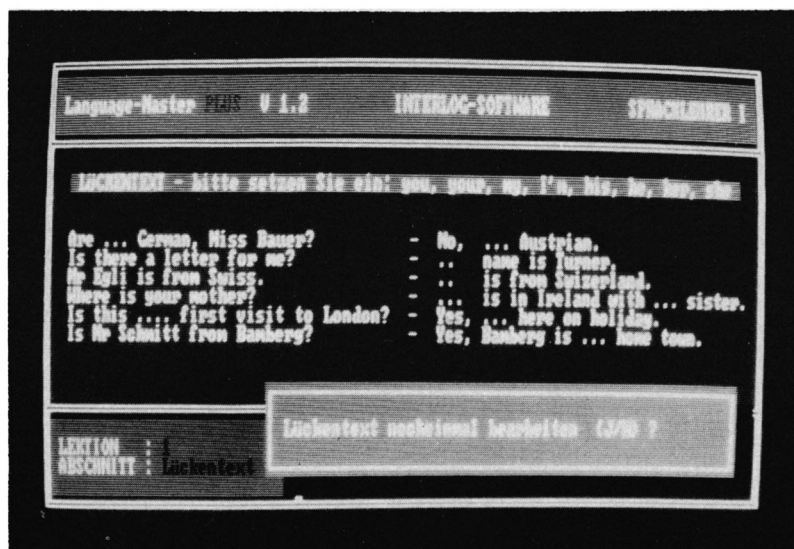 Language-Master PLUS V 1.2 INTERLOG-SOFTWARE SPRACHLEHRER I
LÜCKENTEXT - bitte setzen Sie ein: you, your, my, I'm, his, he, her, she
Are ... German, Miss Bauer? - No, ... Austrian.
Is there a letter for me? - .. name is Turner.
Mr Egli is from Swiss. - .. is from Swizerland.
Where is your mother? - ... is in Ireland with ... sister.
Is this .... first visit to London? - Yes, ... here on holiday.
Is Mr Schmitt from Bamberg? - Yes, Bamberg is ... home town.
Lückentext nocheinmal bearbeiten (J/N) ?
LEKTION : 1
ABSCHNITT : Lückentext